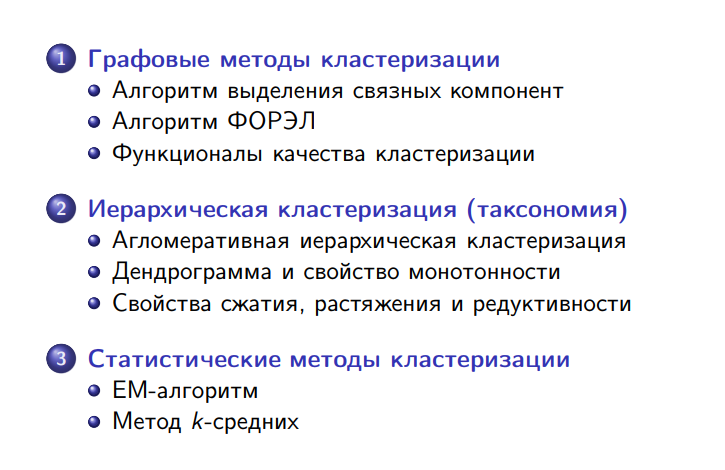 1 Графовые методы кластеризации
Алгоритм выделения связных компонент
Алгоритм ФОРЭЛ
Функционалы качества кластеризации
2 Иерархическая кластеризация (таксономия)
Агломеративная иерархическая кластеризация
Дендрограмма и свойство монотонности
Свойства сжатия, растяжения и редуктивности
3 Статистические методы кластеризации
ЕМ-алгоритм
Метод k-средних